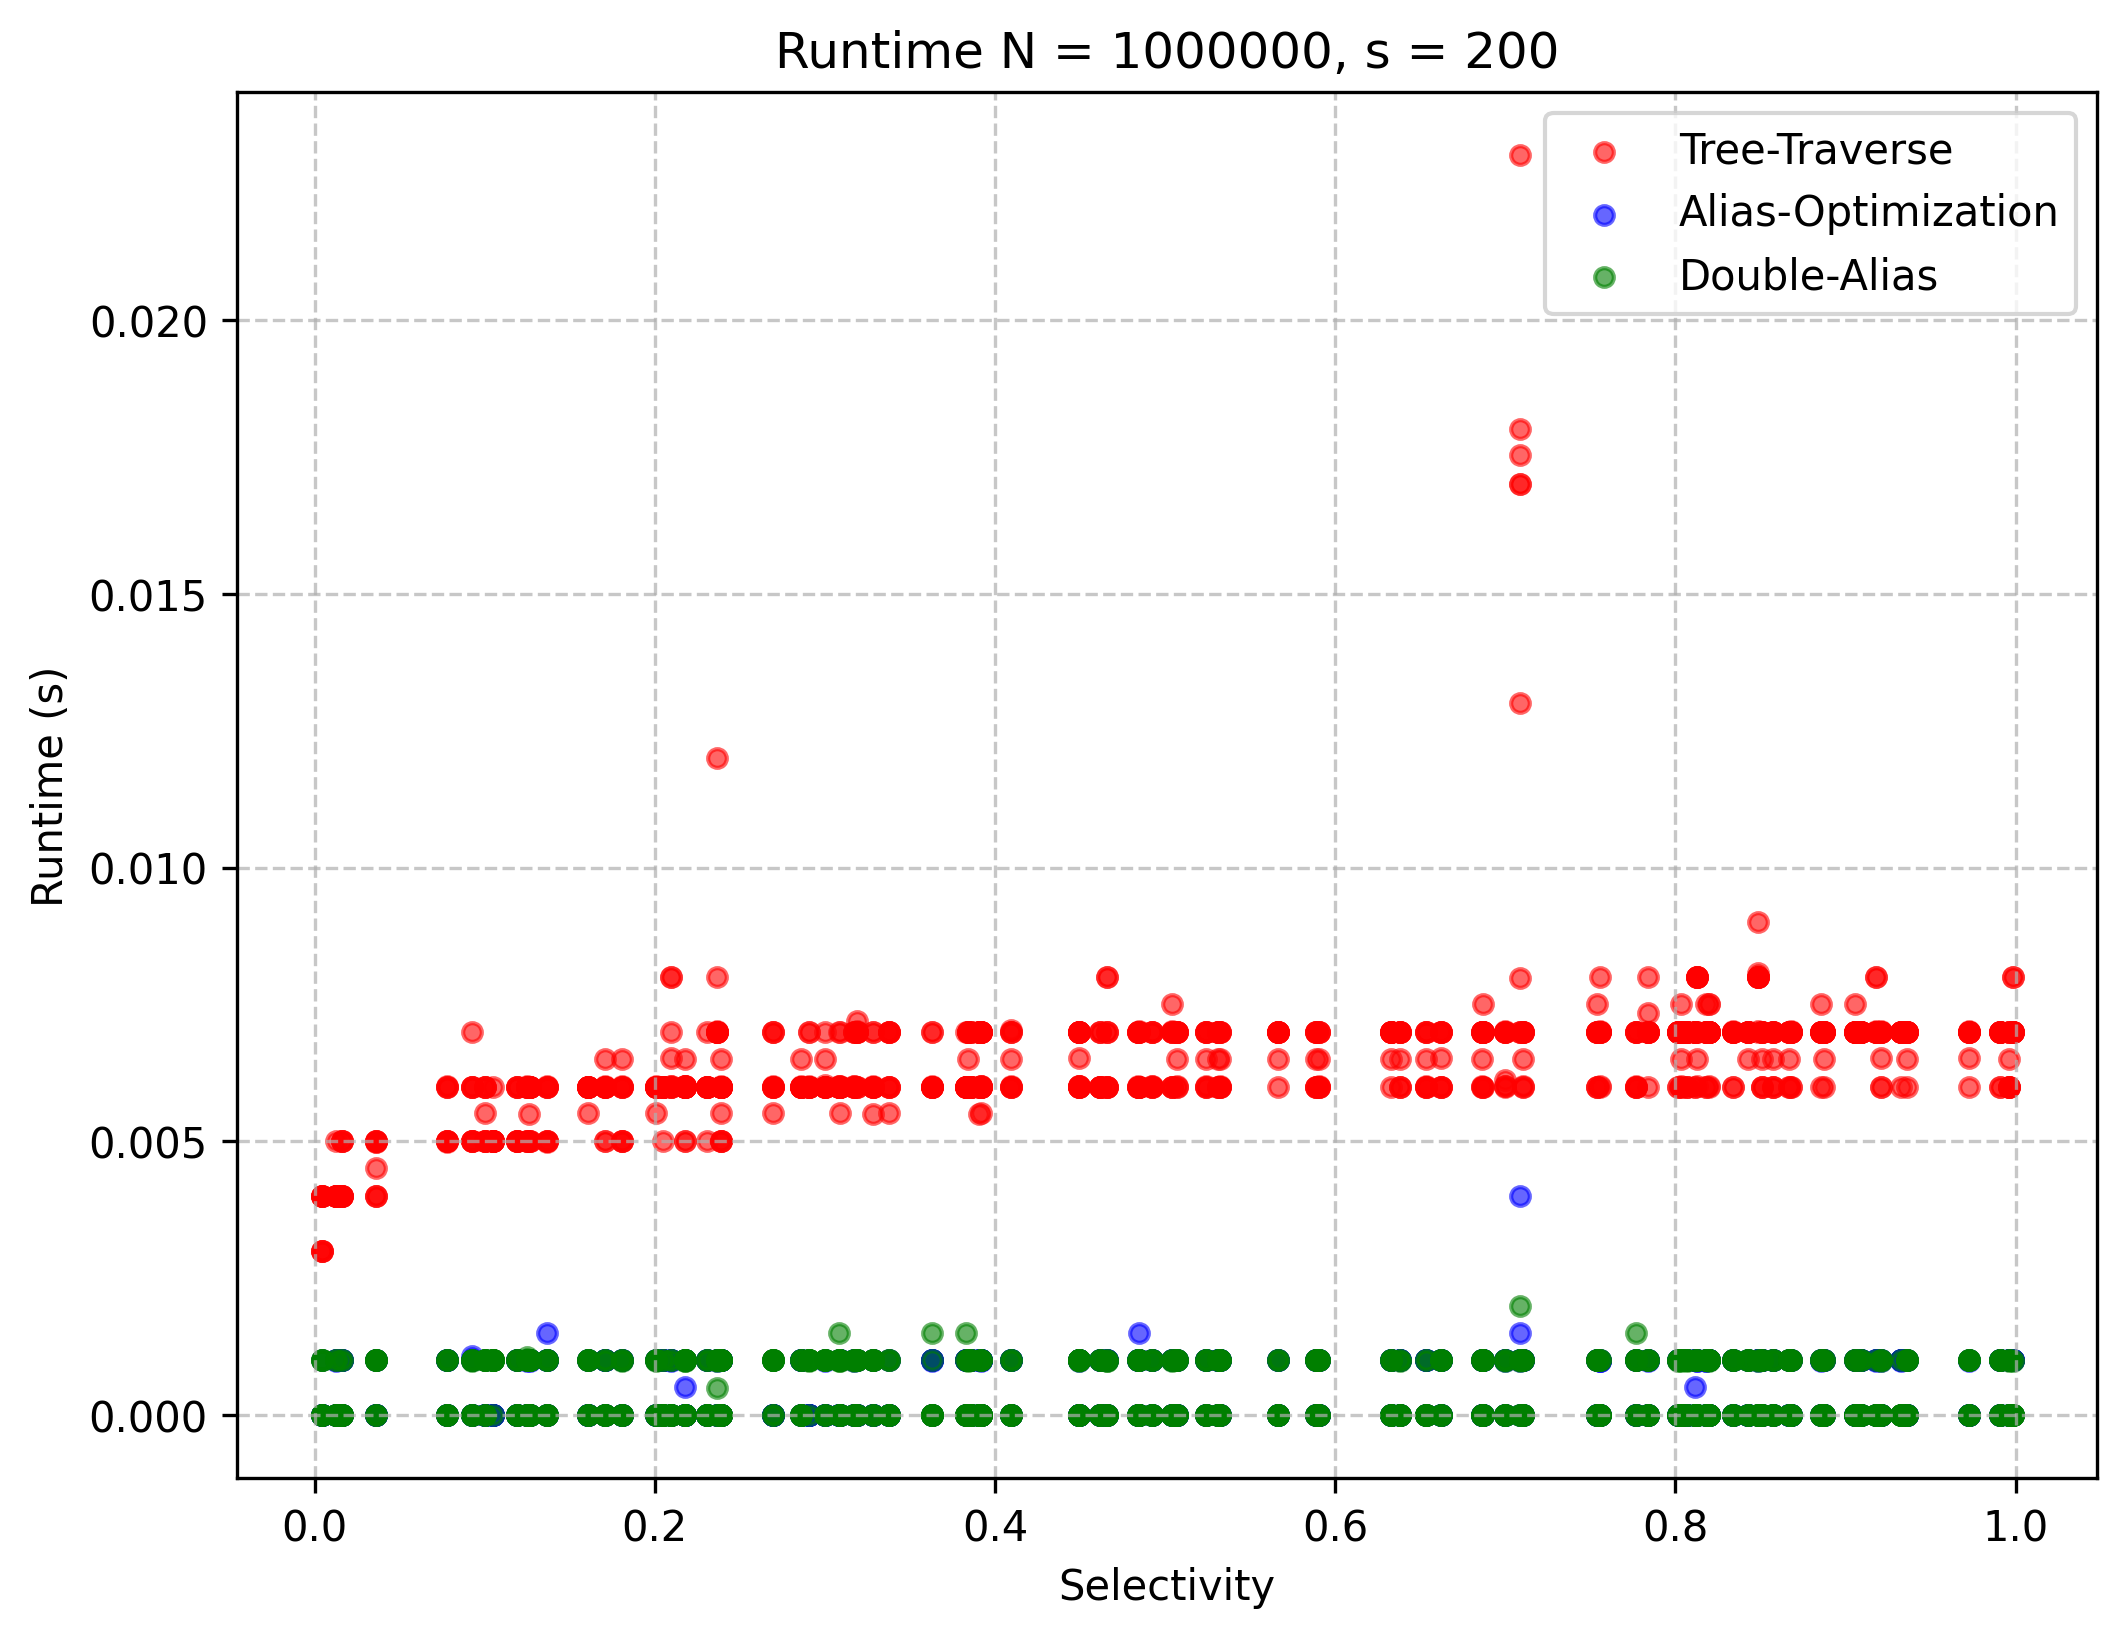 Runtime N = 1000000, s = 200
Tree-Traverse
Alias-Optimization
Double-Alias
Runtime (s)
0.020
0.015
0.010
0.005
0.000
0.0 0.2 0.4 0.6 0.8 1.0
Selectivity